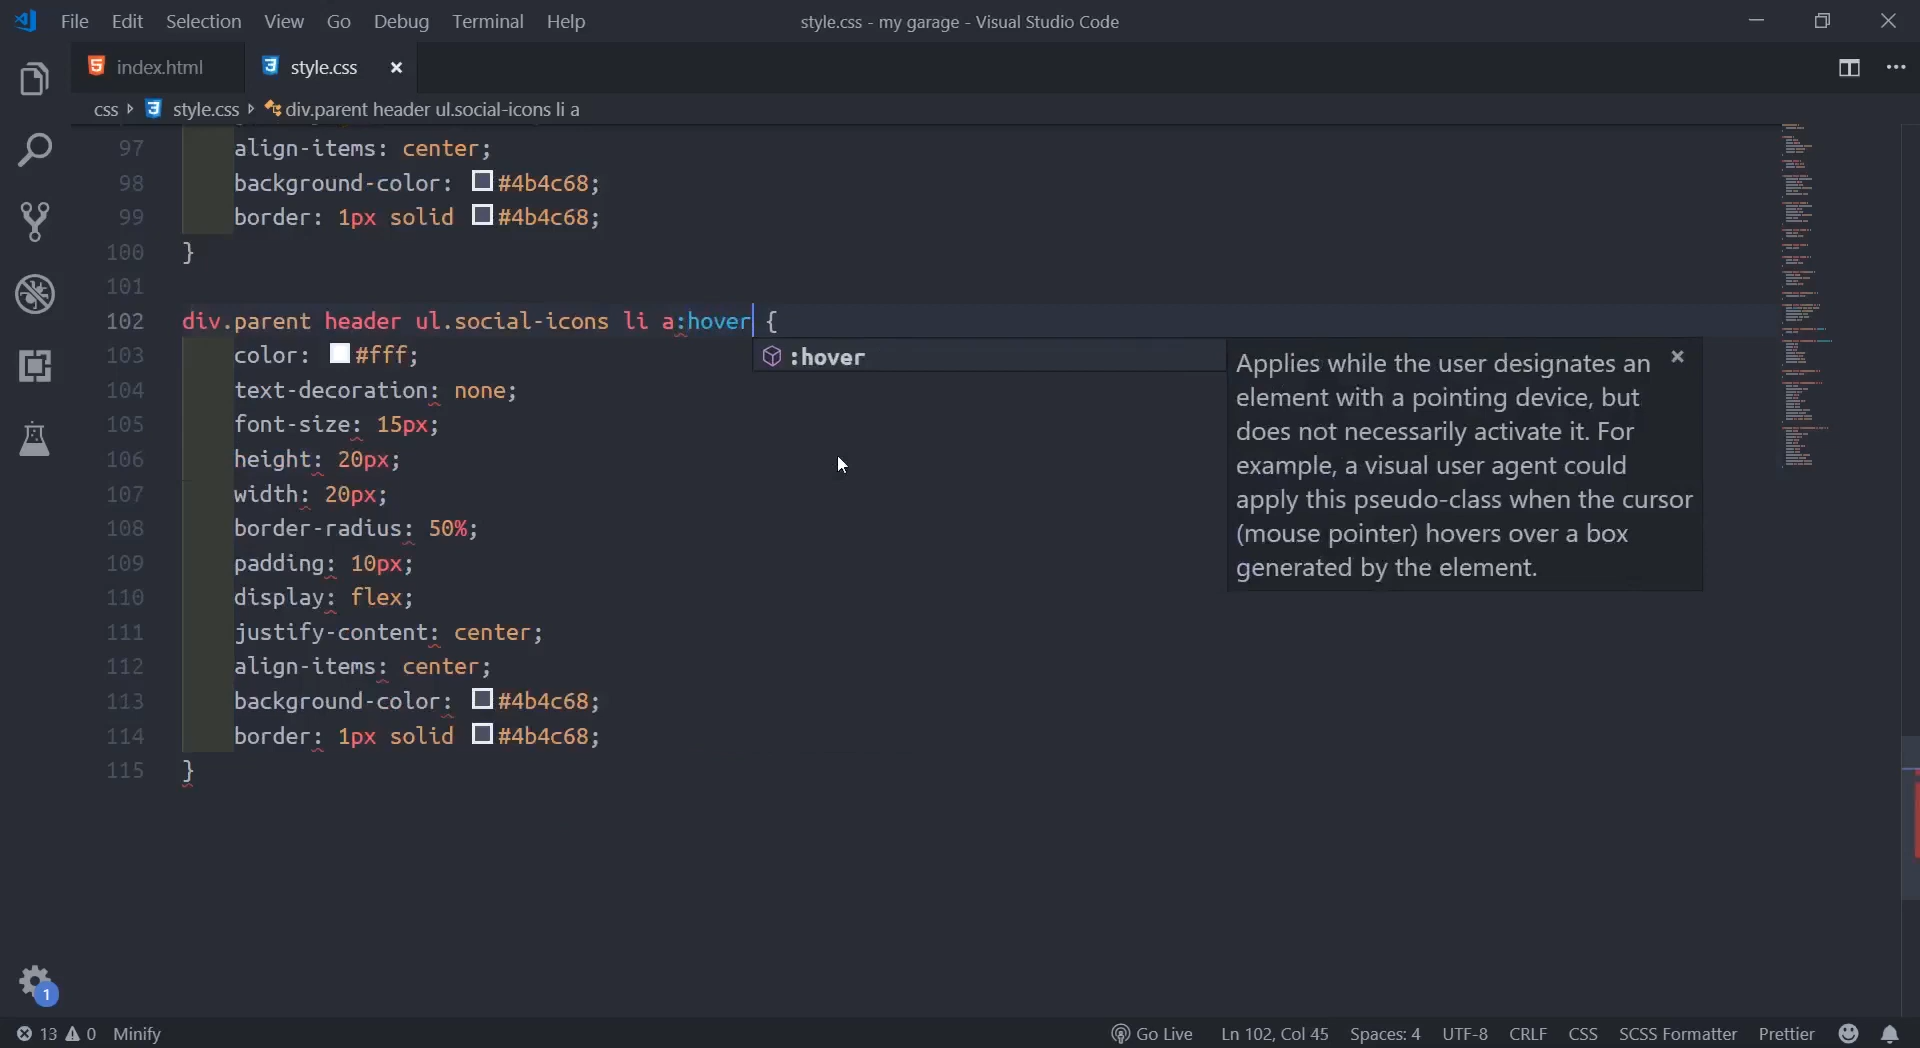 File Edit Selection View Go Debug Terminal Help style.css - my garage - Visual Studio Code
index.html style.css
css style.css div.parent header ul.social-icons li a
97 align-items: center;
98 background-color: #4b4c68;
99 border: 1px solid #4b4c68;
100 }
101
102 div.parent header ul.social-icons li a:hover {
103 color: #fff;
104 text-decoration: none;
105 font-size: 15px;
106 height: 20px;
107 width: 20px;
108 border-radius: 50%;
109 padding: 10px;
110 display: flex;
111 justify-content: center;
112 align-items: center;
113 background-color: #4b4c68;
114 border: 1px solid #4b4c68;
115 }
:hover
Applies while the user designates an
element with a pointing device, but
does not necessarily activate it. For
example, a visual user agent could
apply this pseudo-class when the cursor
(mouse pointer) hovers over a box
generated by the element.
1
13 0 Minify Go Live Ln 102, Col 45 Spaces: 4 UTF-8 CRLF CSS SCSS Formatter Prettier